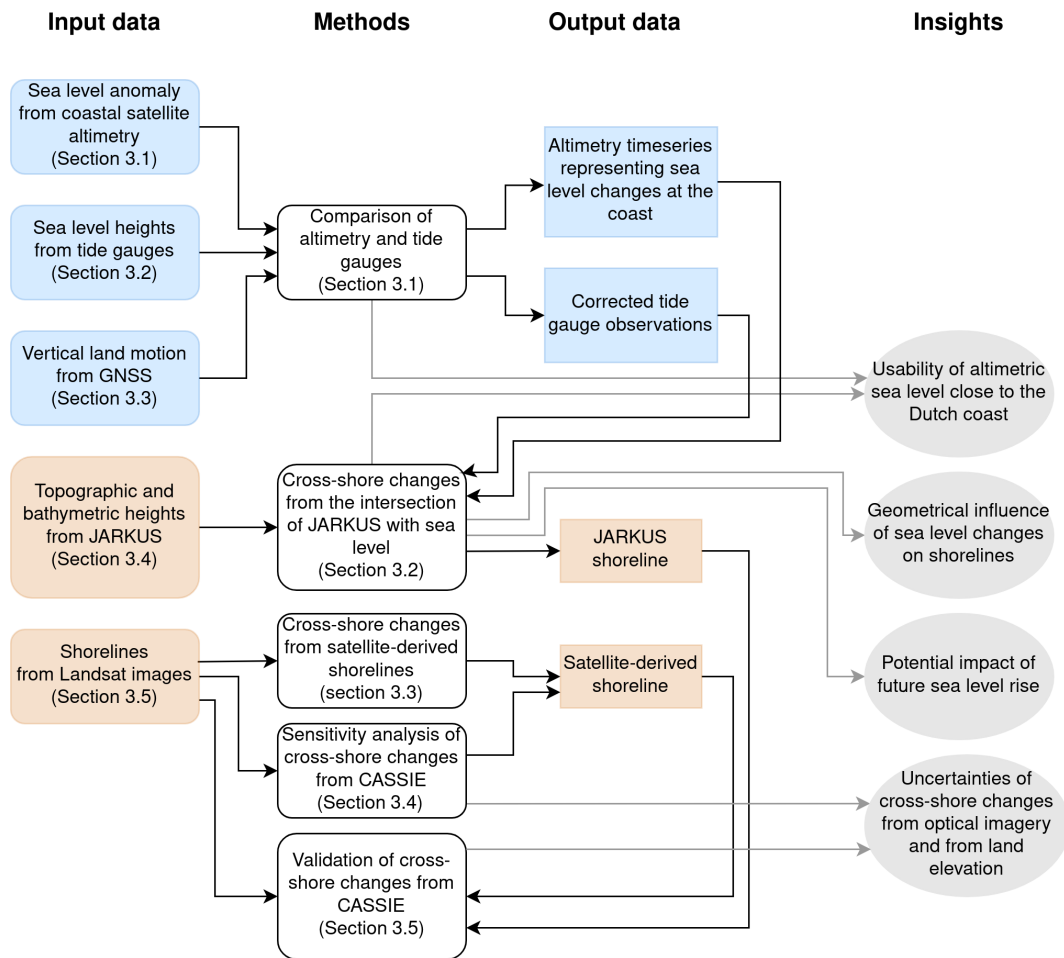 Input data
Methods
Output data
Insights
Sea level anomaly
from coastal satellite
altimetry
(Section 3.1)
Sea level heights
from tide gauges
(Section 3.2)
Vertical land motion
from GNSS
(Section 3.3)
Topographic and
bathymetric heights
from JARKUS
(Section 3.4)
Shorelines
from Landsat images
(Section 3.5)
Comparison of
altimetry and tide
gauges
(Section 3.1)
Cross-shore changes
from the intersection
of JARKUS with sea
level
(Section 3.2)
Cross-shore changes
from satellite-derived
shorelines
(section 3.3)
Sensitivity analysis of
cross-shore changes
from CASSIE
(Section 3.4)
Validation of cross-
shore changes from
CASSIE
(Section 3.5)
Altimetry timeseries
representing sea
level changes at the
coast
Corrected tide
gauge observations
JARKUS
shoreline
Satellite-derived
shoreline
Usability of altimetric
sea level close to the
Dutch coast
Geometrical influence
of sea level changes
on shorelines
Potential impact of
future sea level rise
Uncertainties of
cross-shore changes
from optical imagery
and from land
elevation